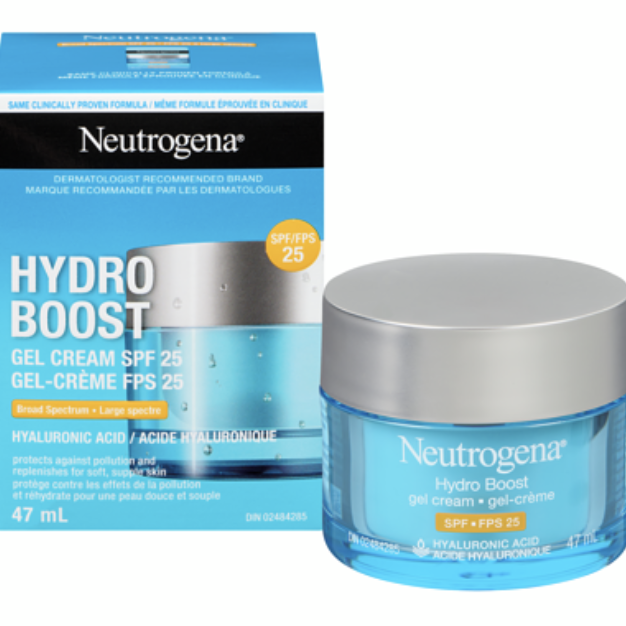 Neutrogena
SAME CLINICALLY PROVEN FORMULA / MÊME FORMULE ÉPROUVÉE EN CLINIQUE
Neutrogena®
DERMATOLOGIST RECOMMENDED BRAND
MARQUE RECOMMANDÉE PAR LES DERMATOLOGUES
SPF/FPS
25
HYDRO
BOOST
GEL CREAM SPF 25
GEL-CRÈME FPS 25
Broad Spectrum • Large spectre
HYALURONIC ACID / ACIDE HYALURONIQUE
protects against pollution and
replenishes for soft, supple skin
protège contre les effets de la pollution
et réhydrate pour une peau douce et souple
47 mL
DIN 02484285
Neutrogena®
Hydro Boost
gel cream • gel-crème
SPF • FPS 25
DIN 02484285
HYALURONIC ACID
ACIDE HYALURONIQUE
47 mL